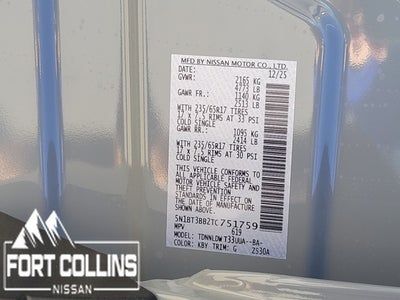 MFD BY NISSAN MOTOR CO., LTD.
DATE: 12/25
GVWR: 2165 KG
4773 LB
GAWR FR.: 1140 KG
2513 LB
WITH 235/65R17 TIRES
17 X 7.5 RIMS AT 33 PSI
COLD SINGLE
GAWR RR.: 1095 KG
2414 LB
WITH 235/65R17 TIRES
17 X 7.5 RIMS AT 30 PSI
COLD SINGLE
THIS VEHICLE CONFORMS TO
ALL APPLICABLE FEDERAL
MOTOR VEHICLE SAFETY AND
THEFT PREVENTION
STANDARDS IN EFFECT ON
THE DATE OF MANUFACTURE
SHOWN ABOVE.
5N1BT3BB2TC751759
MPV 619
MODEL: TDNNLDW T33UUA--BA-
COLOR: KBY TRIM: G 2630A
FORT COLLINS
NISSAN